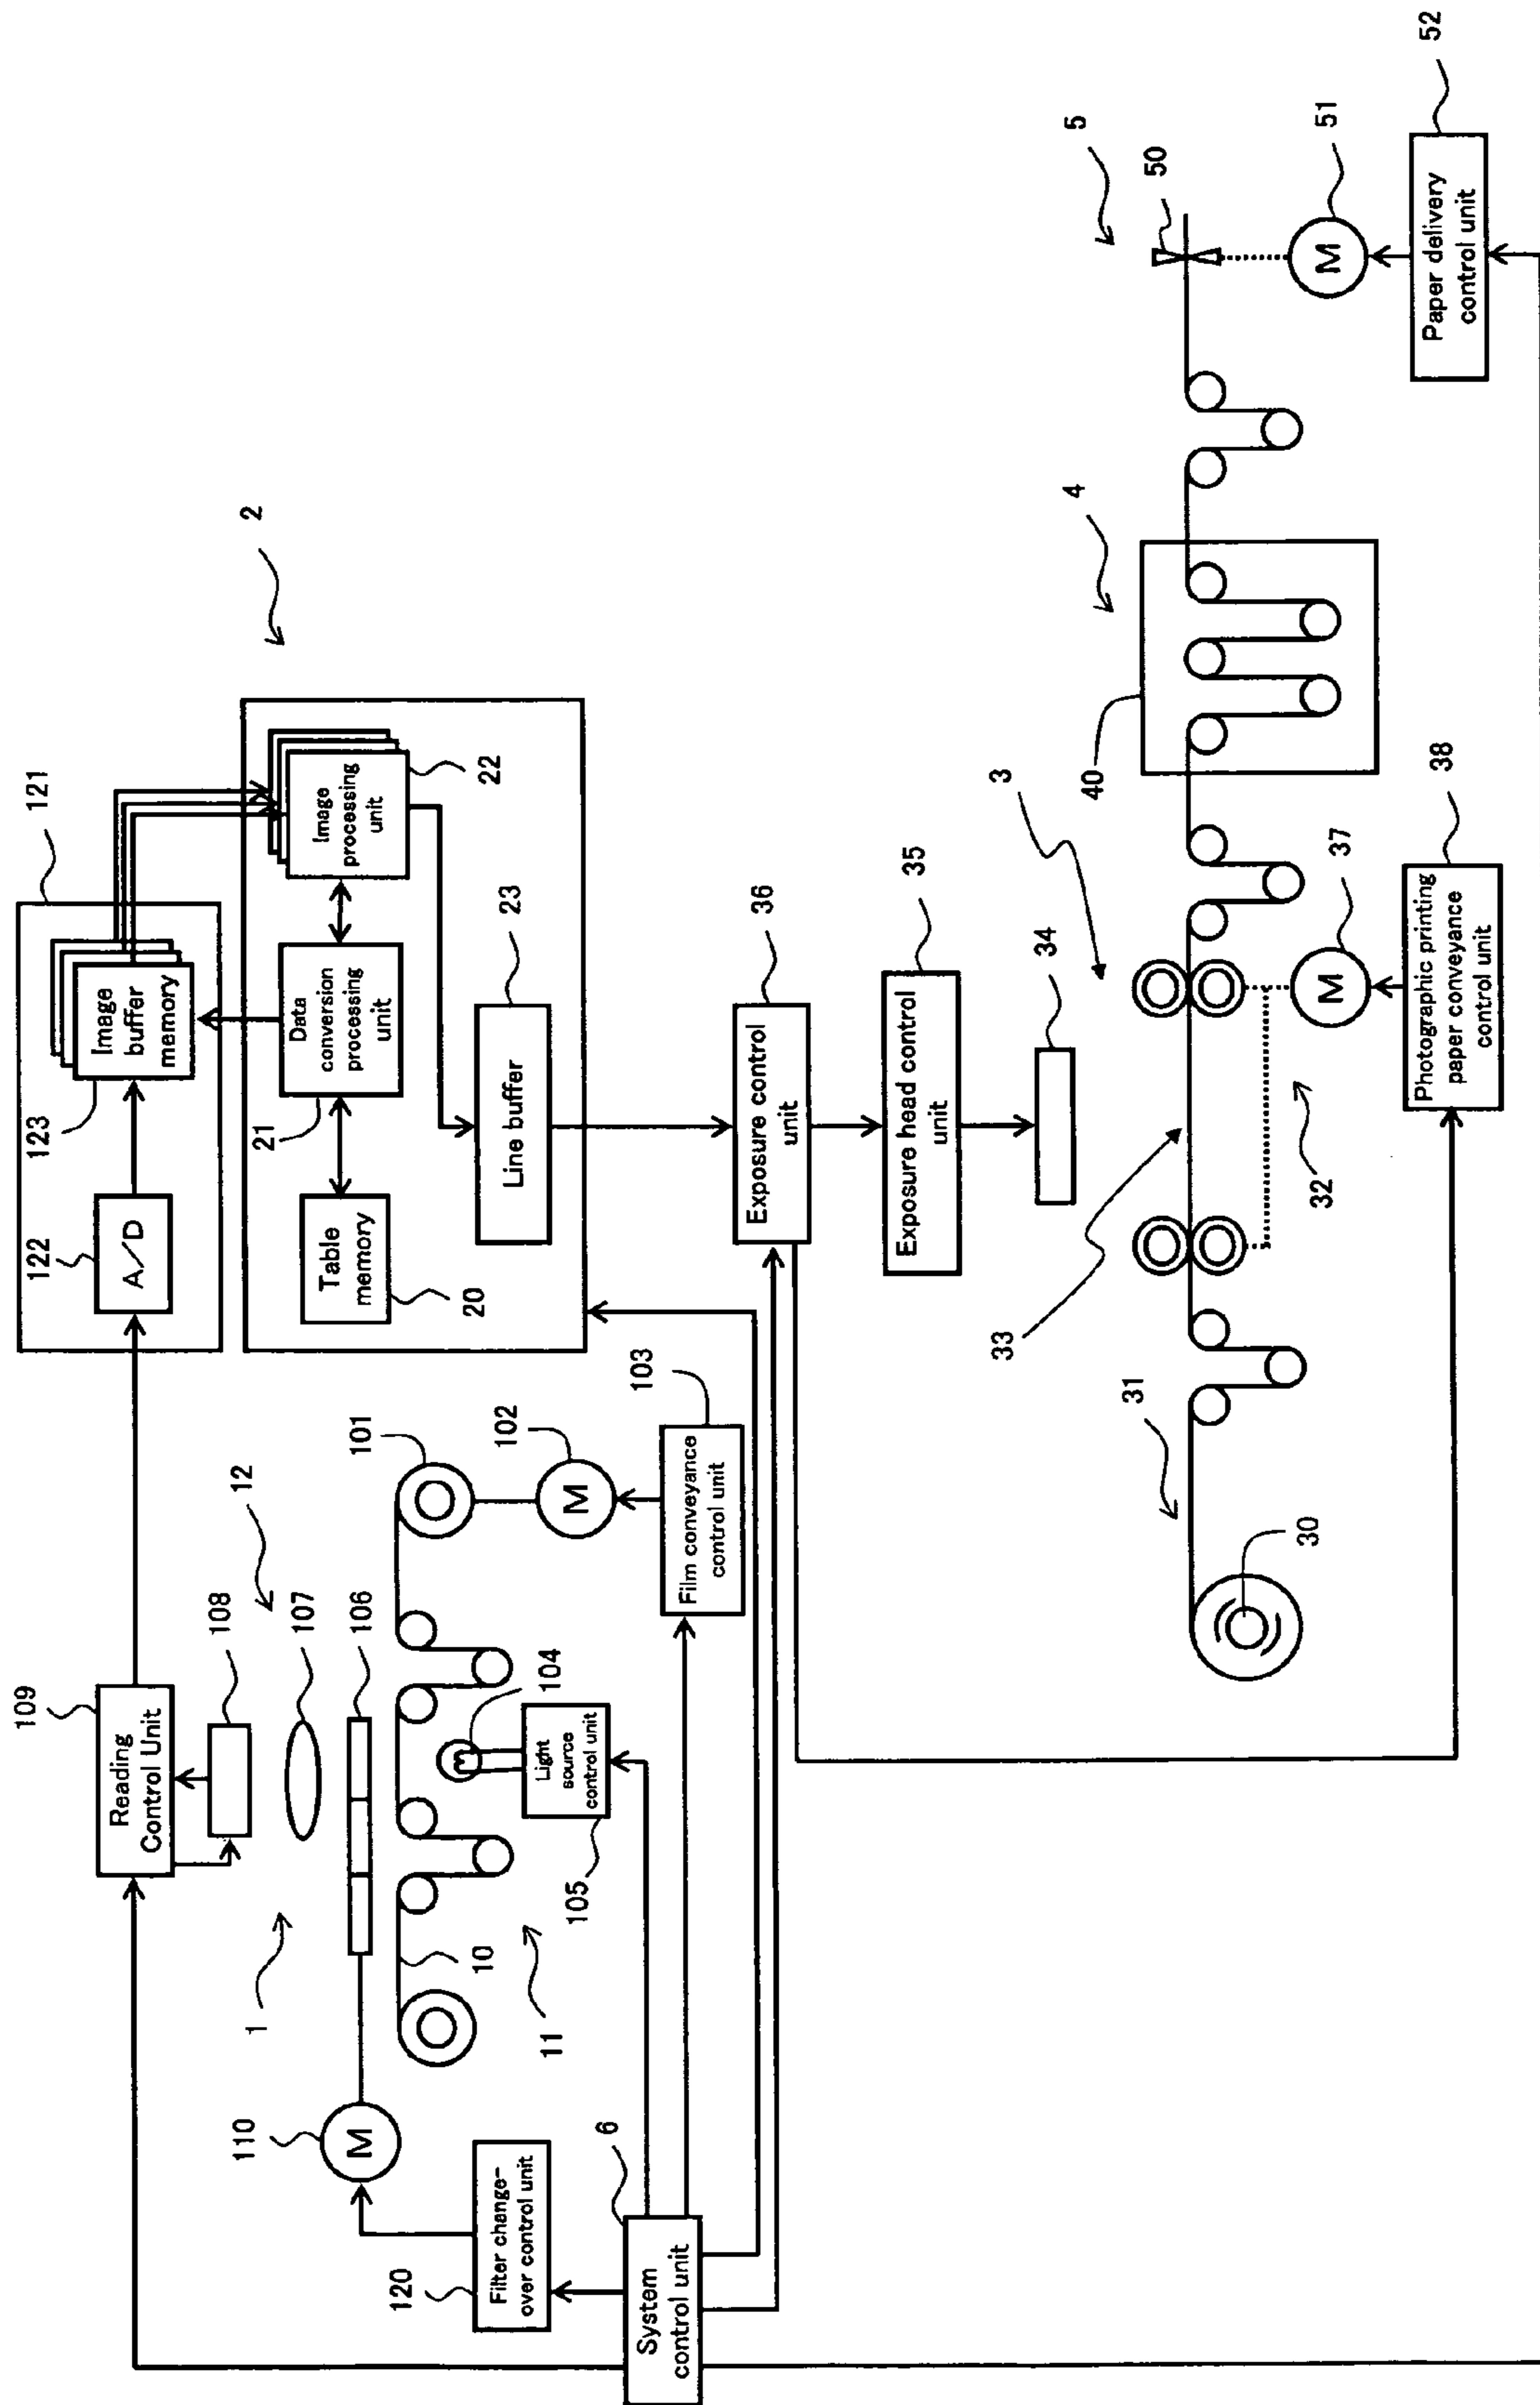 109
Reading
Control Unit
108
12
107
106
1
110
M
120
Filter change-
over control unit
10
11
104
Light
source
control unit
105
101
102
M
103
Film conveyance
control unit
6
System
control unit
121
122
A/D
123
Image
buffer
memory
2
Table
memory
20
21
Data
conversion
processing
unit
Image
processing
unit
22
23
Line buffer
36
Exposure control
unit
35
Exposure head control
unit
34
3
33
31
30
32
37
M
38
Photographic printing
paper conveyance
control unit
4
40
5
50
51
M
52
Paper delivery
control unit